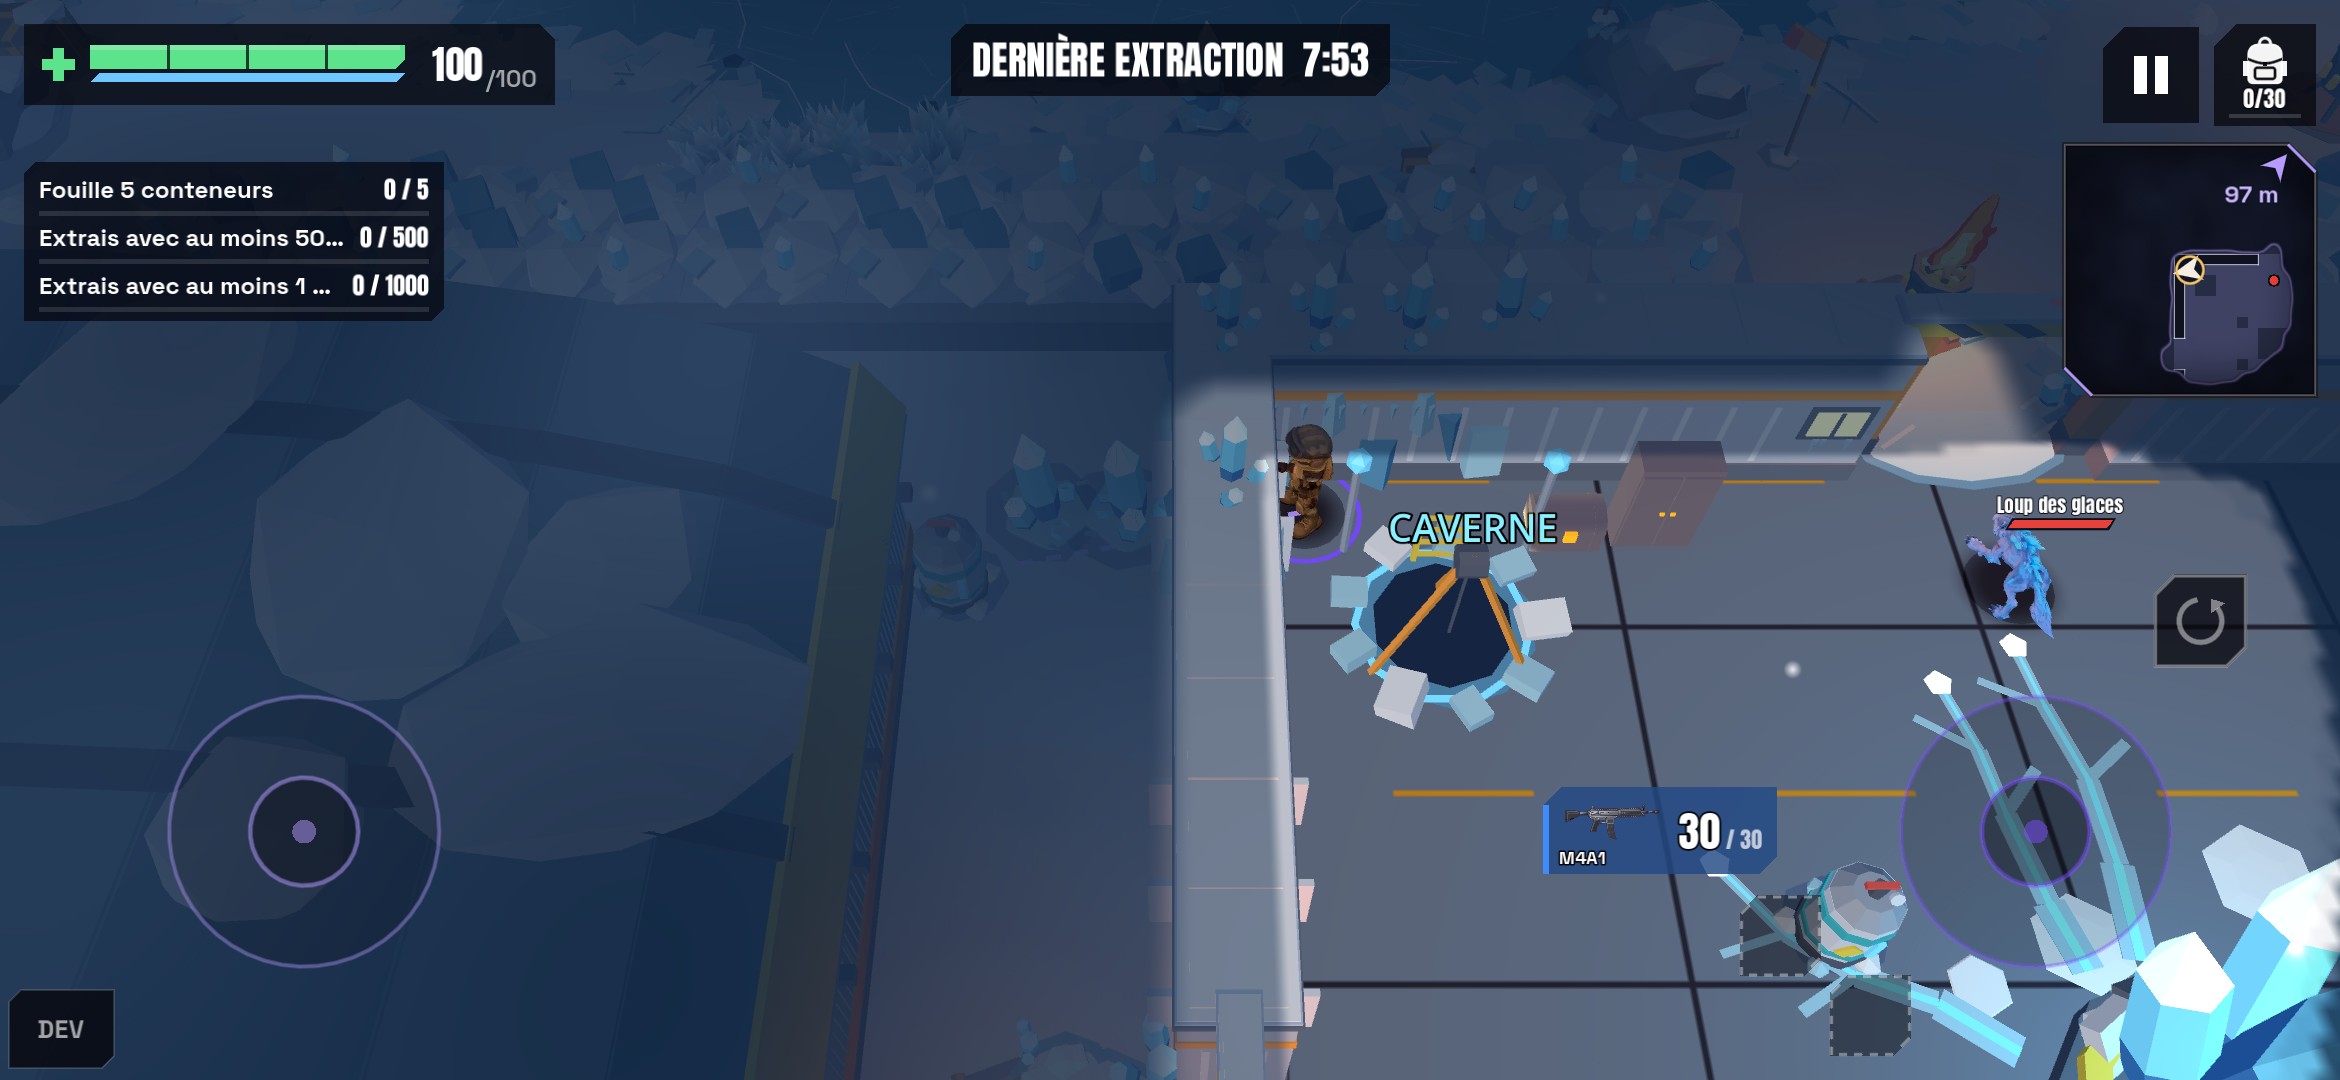 100/100
DERNIÈRE EXTRACTION 7:53
0/30
Fouille 5 conteneurs 0 / 5
Extrais avec au moins 50... 0 / 500
Extrais avec au moins 1 ... 0 / 1000
97 m
Loup des glaces
CAVERNE
30 / 30
M4A1
DEV